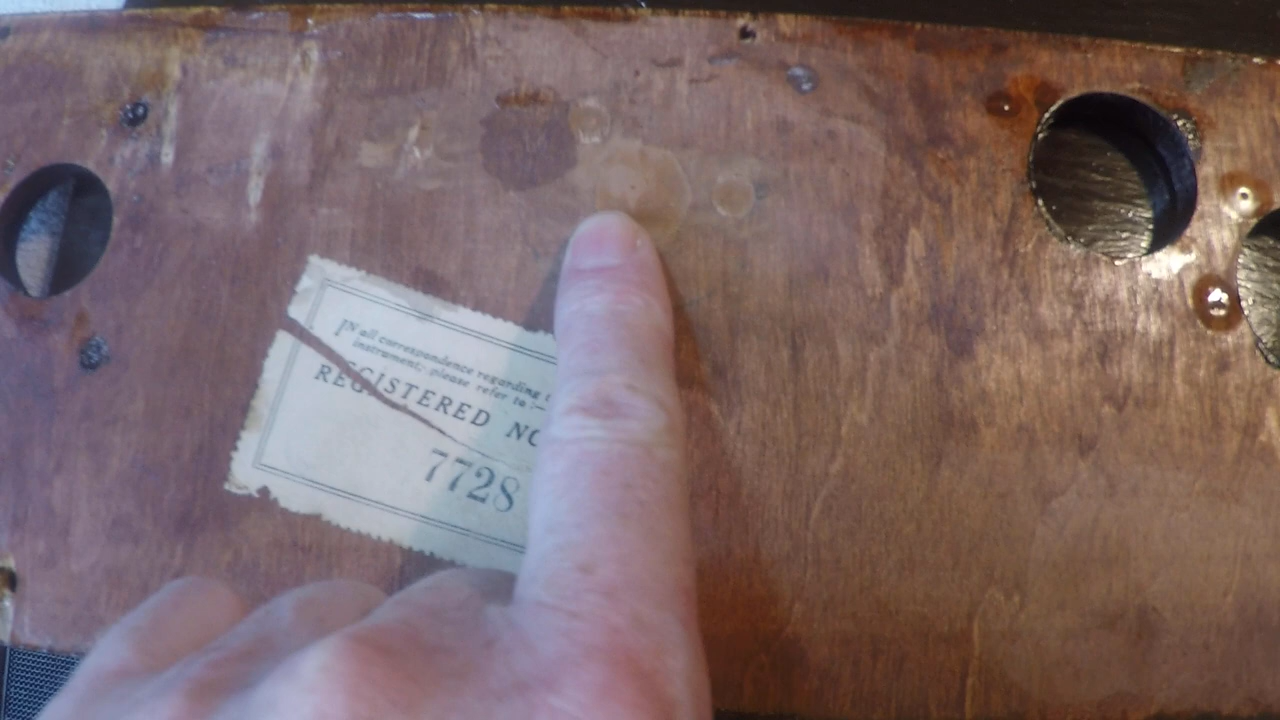 IN all correspondence regarding
instrument, please refer to :—
REGISTERED NO
7728